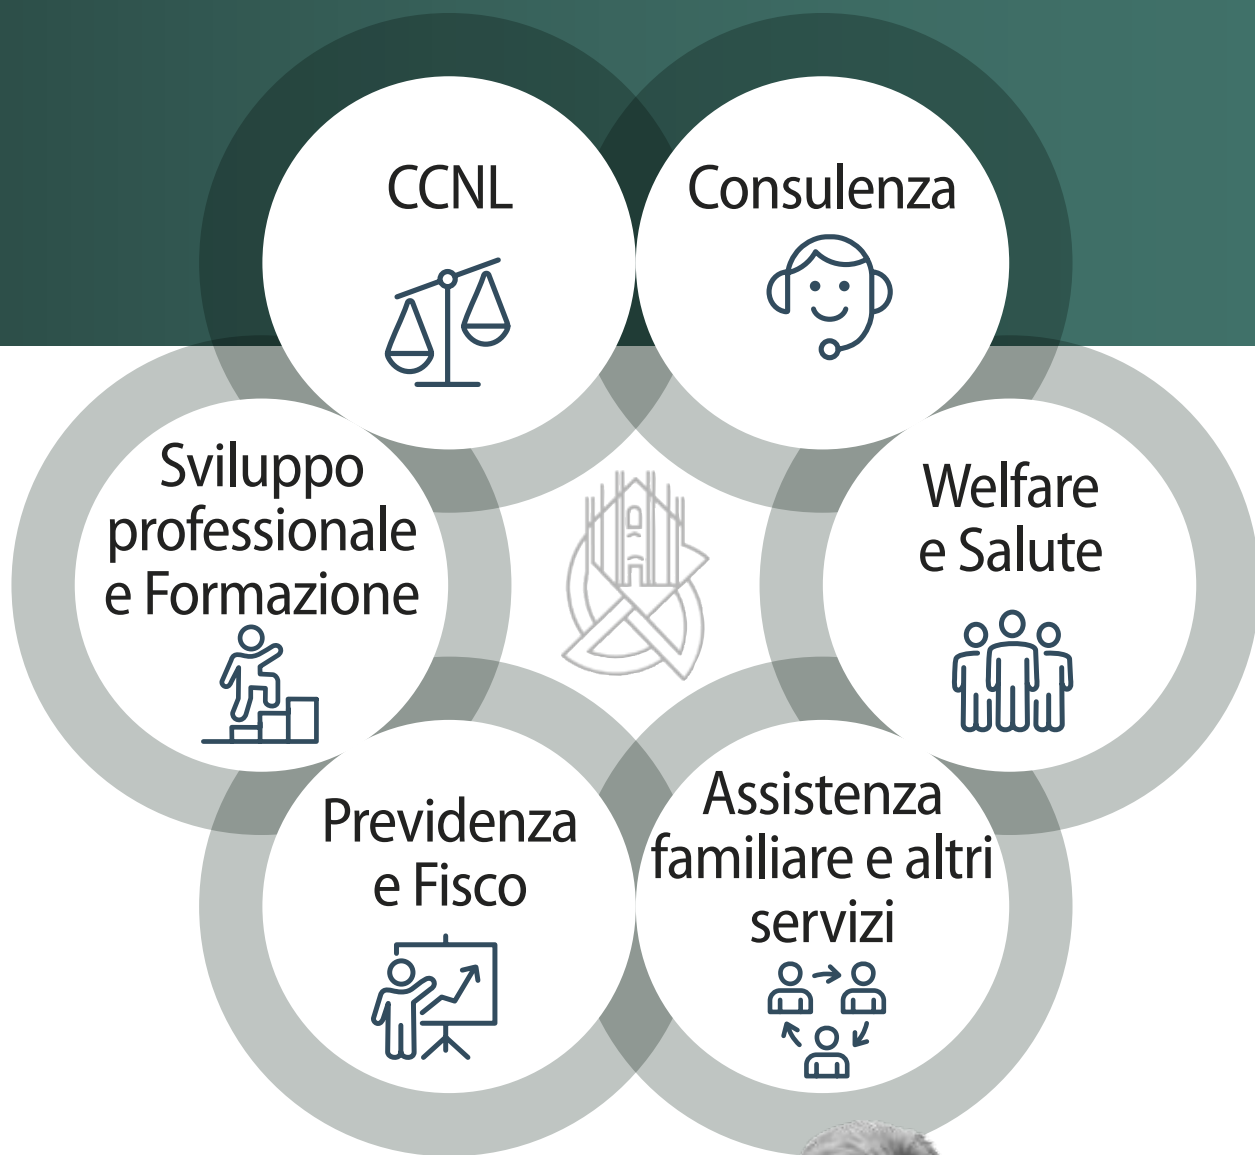 CCNL
Consulenza
Sviluppo
professionale
e Formazione
Welfare
e Salute
Previdenza
e Fisco
Assistenza
familiare e altri
servizi